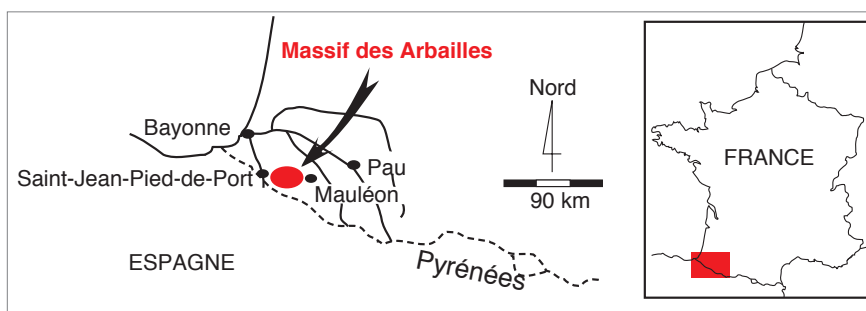 Massif des Arbailles
Nord
Bayonne
FRANCE
Pau
Saint-Jean-Pied-de-Port
Mauléon
90 km
ESPAGNE
Pyrénées